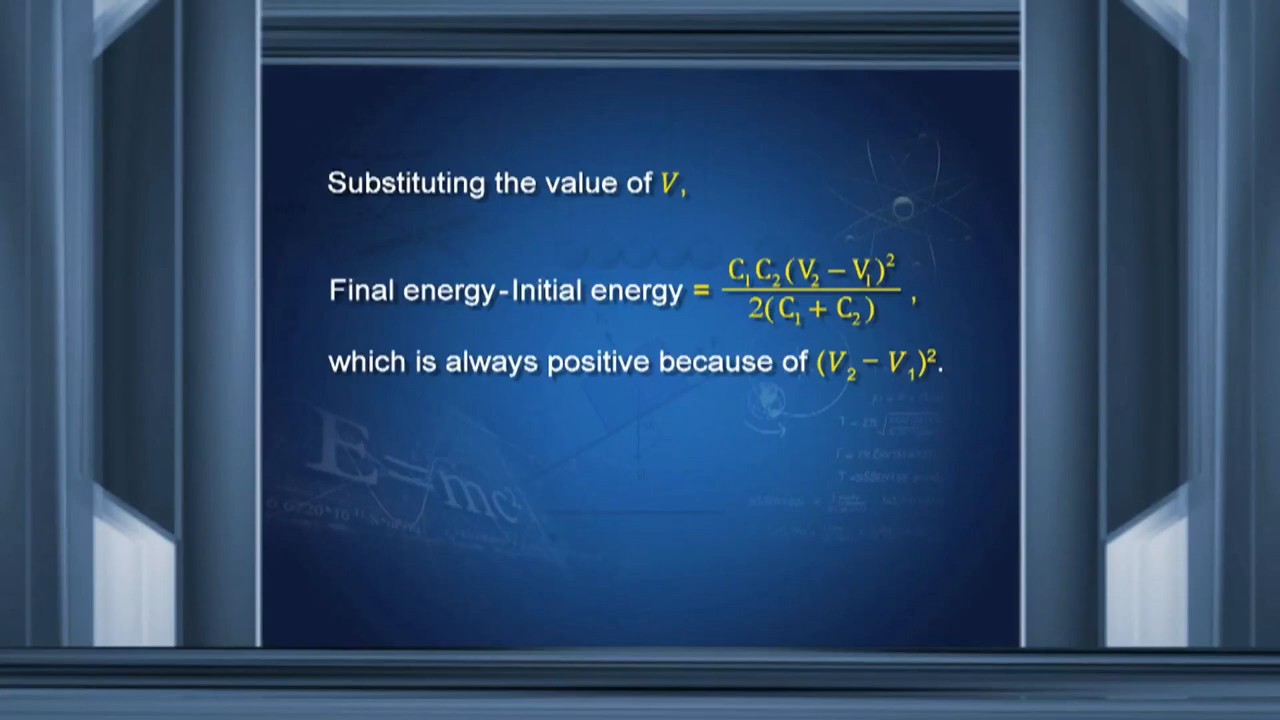 Substituting the value of V,
Final energy-Initial energy = C₁C₂(V₂ – V₁)² / 2(C₁ + C₂) ,
which is always positive because of (V₂ – V₁)².
E=mc²